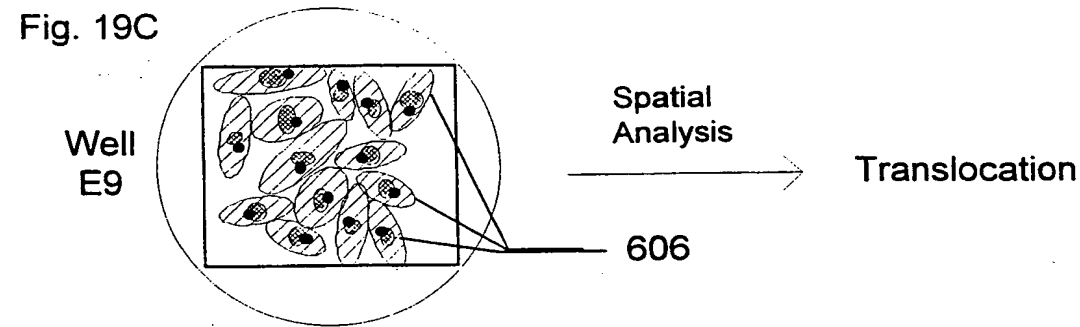 Fig. 19C
Well
E9
Spatial
Analysis
Translocation
606